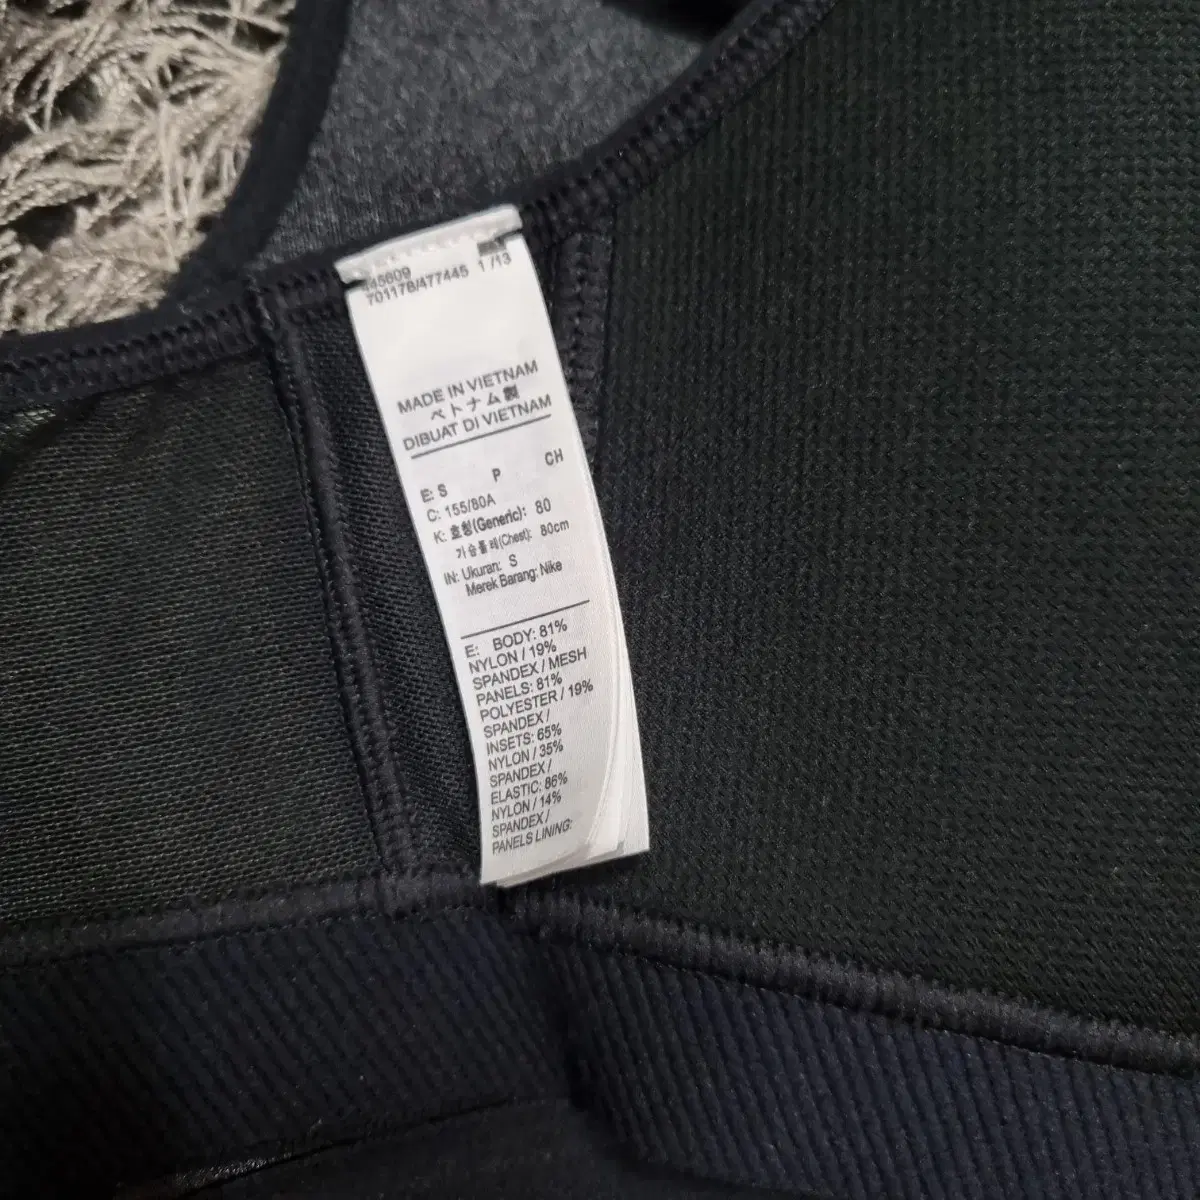 445609
701178/477445 1 /13
MADE IN VIETNAM
ベトナム製
DIBUAT DI VIETNAM
E: S P CH
C: 155/80A
K: 호칭(Generic): 80
가슴둘레(Chest): 80cm
IN: Ukuran: S
Merek Barang: Nike
E: BODY: 81%
NYLON / 19%
SPANDEX / MESH
PANELS: 81%
POLYESTER / 19%
SPANDEX /
INSETS: 65%
NYLON / 35%
SPANDEX /
ELASTIC: 86%
NYLON / 14%
SPANDEX /
PANELS LINING: